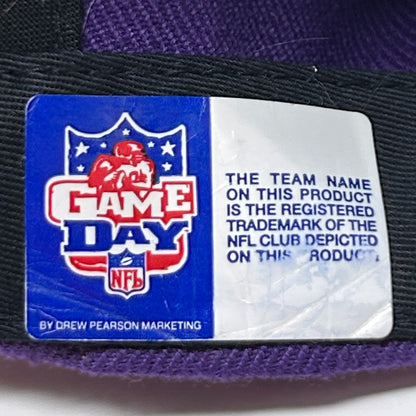 GAME
DAY
NFL
BY DREW PEARSON MARKETING
THE TEAM NAME
ON THIS PRODUCT
IS THE REGISTERED
TRADEMARK OF THE
NFL CLUB DEPICTED
ON THIS RODUCT.